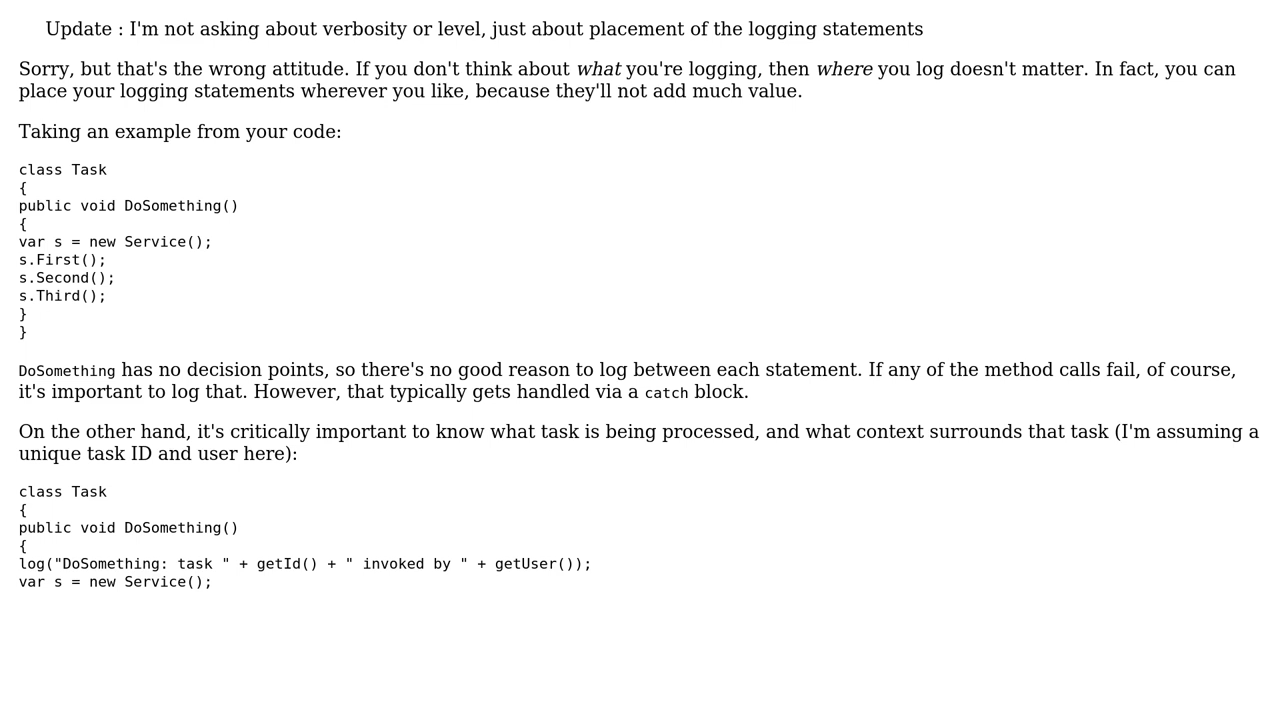 Update : I'm not asking about verbosity or level, just about placement of the logging statements
Sorry, but that's the wrong attitude. If you don't think about what you're logging, then where you log doesn't matter. In fact, you can
place your logging statements wherever you like, because they'll not add much value.
Taking an example from your code:
class Task
{
public void DoSomething()
{
var s = new Service();
s.First();
s.Second();
s.Third();
}
}
DoSomething has no decision points, so there's no good reason to log between each statement. If any of the method calls fail, of course,
it's important to log that. However, that typically gets handled via a catch block.
On the other hand, it's critically important to know what task is being processed, and what context surrounds that task (I'm assuming a
unique task ID and user here):
class Task
{
public void DoSomething()
{
log("DoSomething: task " + getId() + " invoked by " + getUser());
var s = new Service();